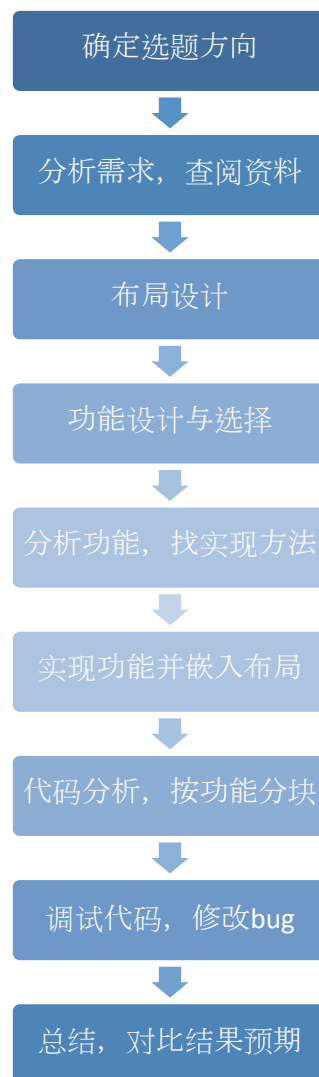 确定选题方向
分析需求，查阅资料
布局设计
功能设计与选择
分析功能，找实现方法
实现功能并嵌入布局
代码分析，按功能分块
调试代码，修改bug
总结，对比结果预期